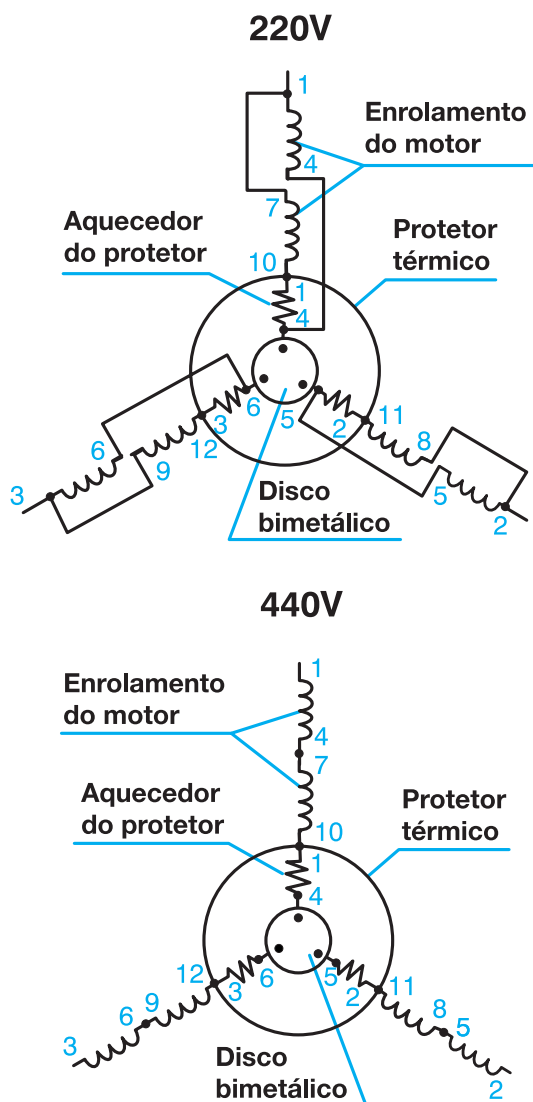 220V
1
Enrolamento
do motor
4
7
Aquecedor
do protetor
Protetor
térmico
10
1
4
6
5
3
2
11
12
8
6
9
5
3
2
Disco
bimetálico
440V
1
Enrolamento
do motor
4
7
Aquecedor
do protetor
Protetor
térmico
10
1
4
12
6
5
11
3
2
9
8
6
5
3
2
Disco
bimetálico